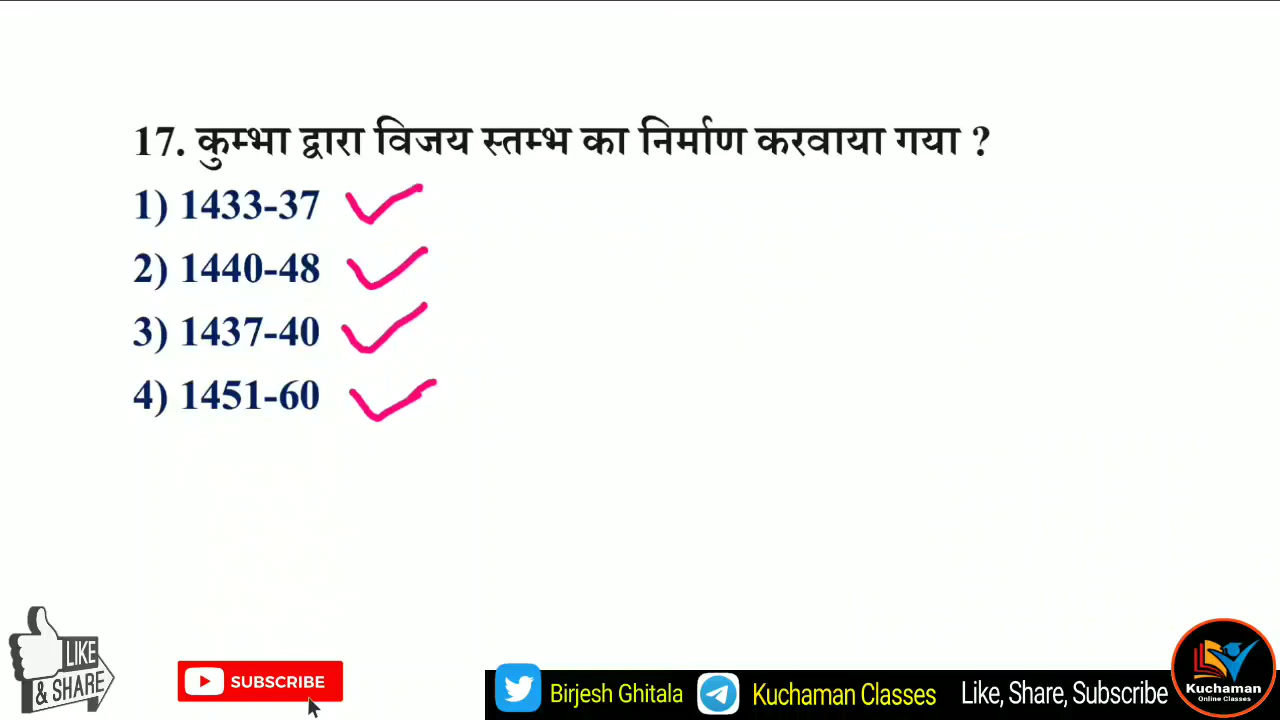 17. कुम्भा द्वारा विजय स्तम्भ का निर्माण करवाया गया ?
1) 1433-37
2) 1440-48
3) 1437-40
4) 1451-60
LIKE
& SHARE
SUBSCRIBE
Birjesh Ghitala
Kuchaman Classes
Like, Share, Subscribe
Kuchaman
Online Classes